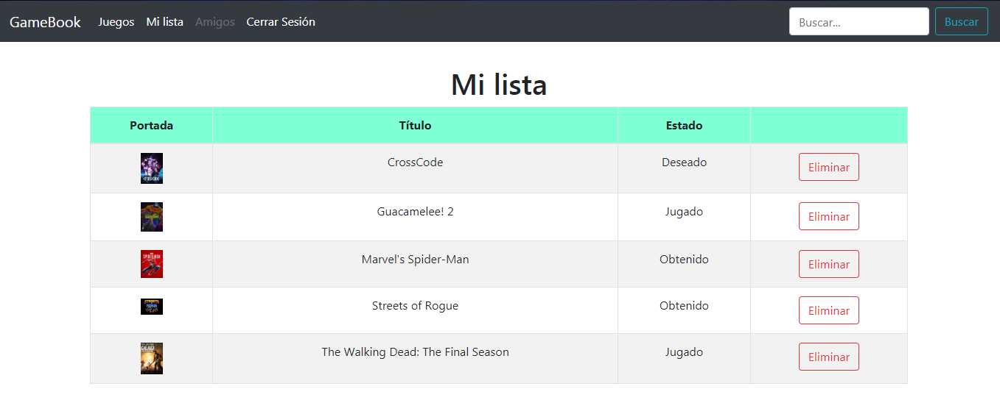 GameBook Juegos Mi lista Amigos Cerrar Sesión Buscar... Buscar
Mi lista
Portada Título Estado
CrossCode Deseado Eliminar
Guacamelee! 2 Jugado Eliminar
Marvel's Spider-Man Obtenido Eliminar
Streets of Rogue Obtenido Eliminar
The Walking Dead: The Final Season Jugado Eliminar